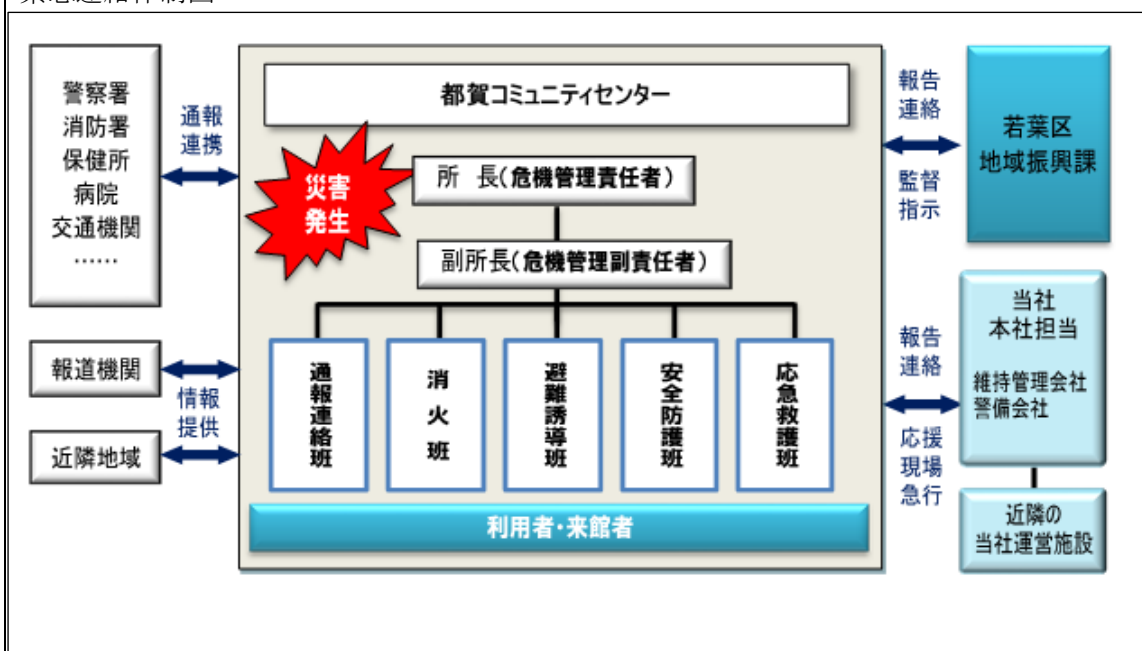 都賀コミュニティセンター
警察署
消防署
保健所
病院
交通機関
……
通報
連携
災害
発生
所 長(危機管理責任者)
副所長(危機管理副責任者)
報告
連絡
監督
指示
若葉区
地域振興課
報道機関
近隣地域
情報
提供
通報連絡班
消火班
避難誘導班
安全防護班
応急救護班
利用者・来館者
報告
連絡
応援
現場
急行
当社
本社担当
維持管理会社
警備会社
近隣の
当社運営施設